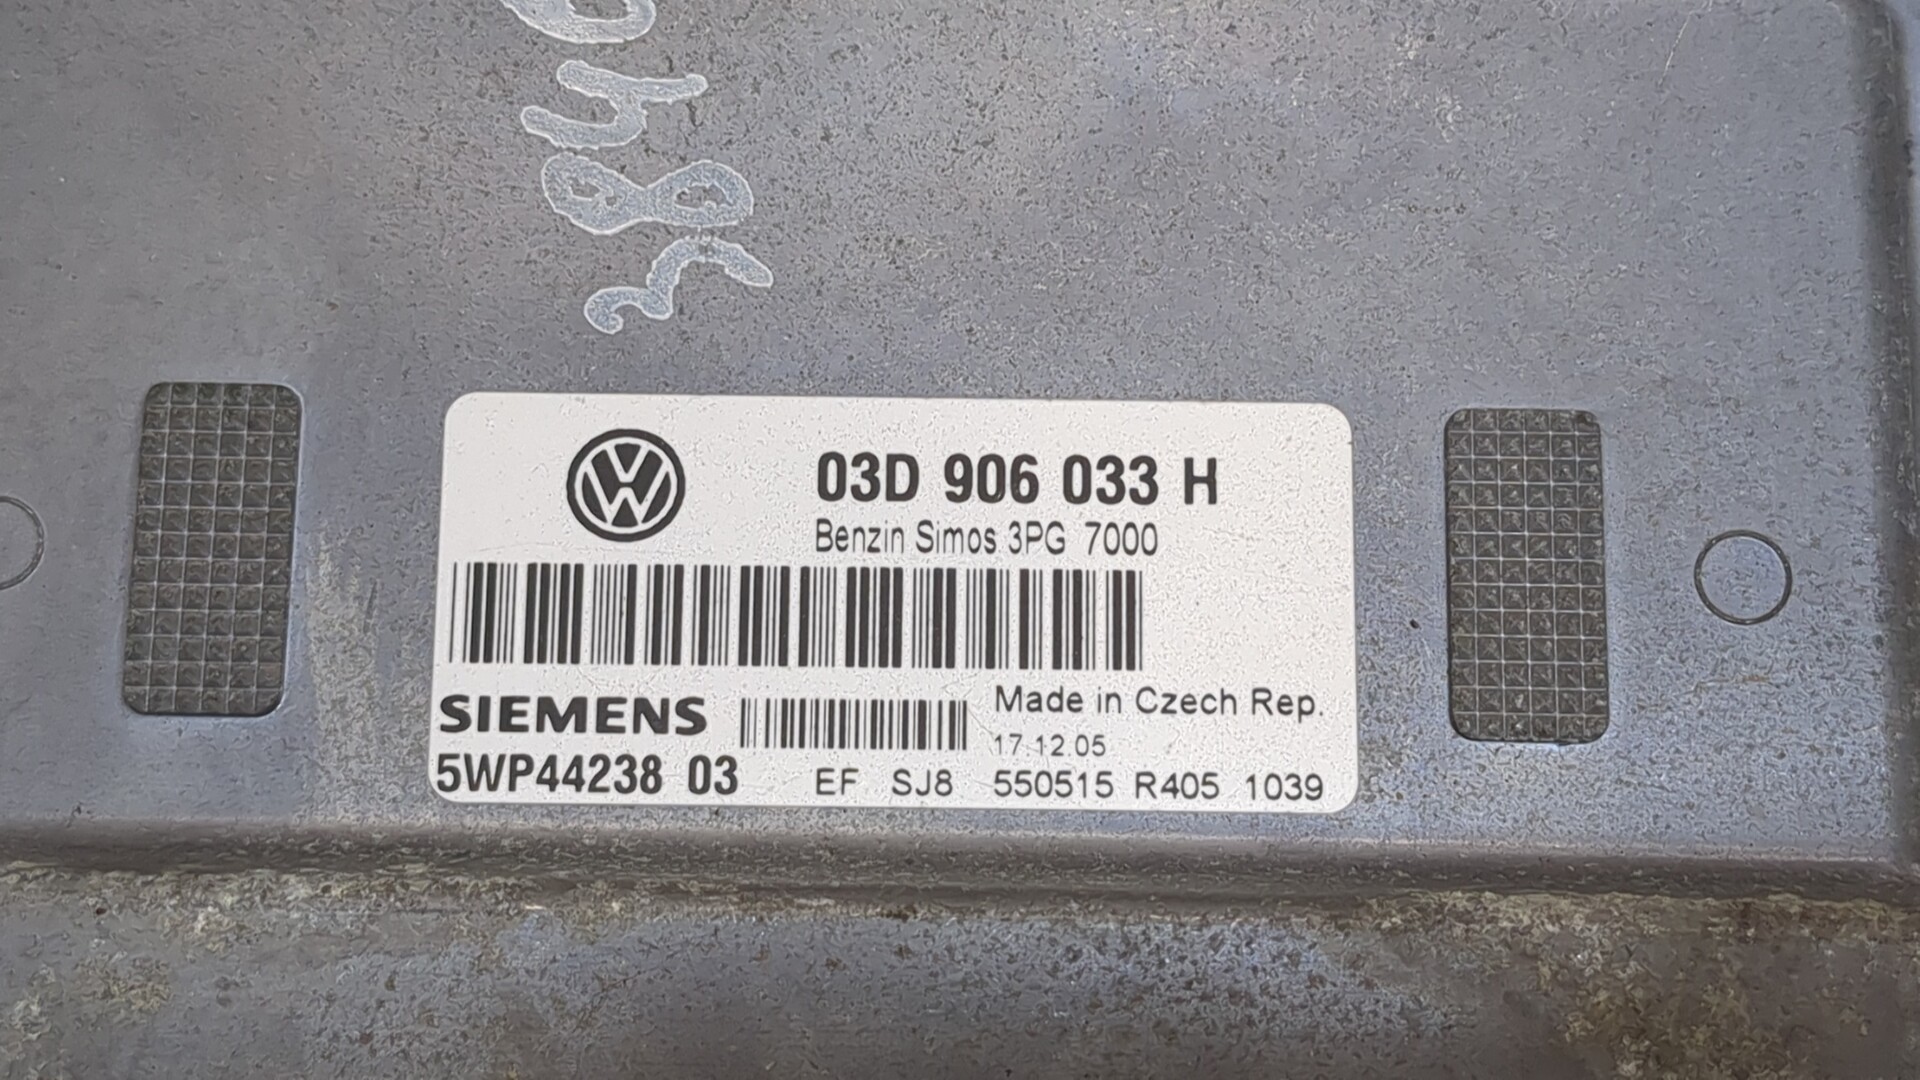 03D 906 033 H
Benzin Simos 3PG 7000
SIEMENS
Made in Czech Rep.
17.12.05
5WP44238 03 EF SJ8 550515 R405 1039